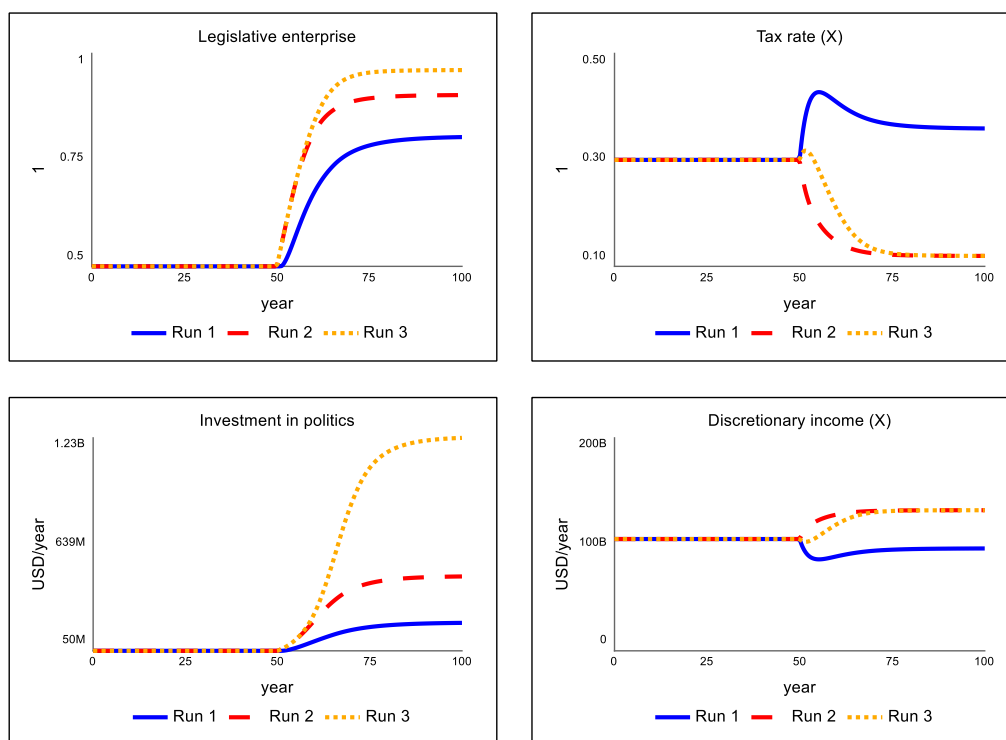 Legislative enterprise
1
0.75
0.5
1
0 25 50 75 100
year
Run 1 Run 2 Run 3
Tax rate (X)
0.50
0.30
0.10
1
0 25 50 75 100
year
Run 1 Run 2 Run 3
Investment in politics
1.23B
639M
50M
USD/year
0 25 50 75 100
year
Run 1 Run 2 Run 3
Discretionary income (X)
200B
100B
0
USD/year
0 25 50 75 100
year
Run 1 Run 2 Run 3